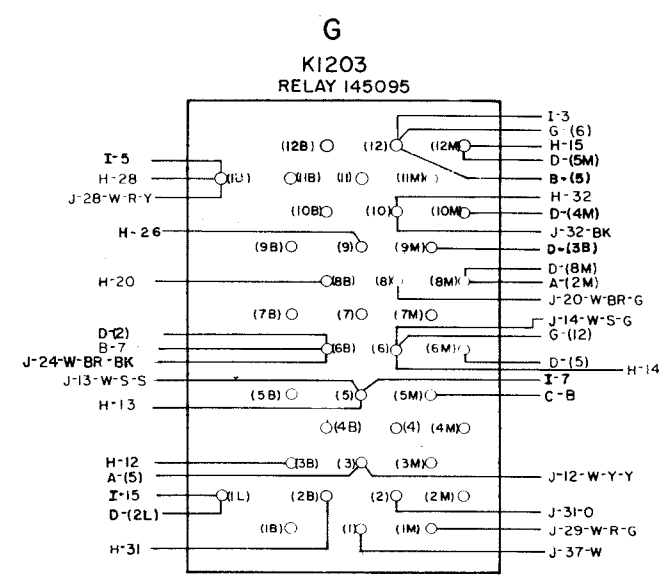 G
K1203
RELAY 145095
I-3
G-(6)
(12B) (12) (12M) H-15
I-5 D-(5M)
H-28 (1U) (11B) (11) (11M) B-(5)
J-28-W-R-Y H-32
(10B) (10) (10M) D-(4M)
H-26 J-32-BK
(9B) (9) (9M) D-(3B)
D-(8M)
H-20 (8B) (8) (8M) A-(2M)
J-20-W-BR-G
(7B) (7) (7M) J-14-W-S-G
D-(2) G-(12)
B-7 (6B) (6) (6M)
J-24-W-BR-BK D-(5)
H-14
J-13-W-S-S I-7
(5B) (5) (5M) C-8
H-13
(4B) (4) (4M)
H-12 (3B) (3) (3M)
A-(5) J-12-W-Y-Y
I-15 (1L) (2B) (2) (2M)
D-(2L) J-31-O
(1B) (1) (1M) J-29-W-R-G
H-31 J-37-W